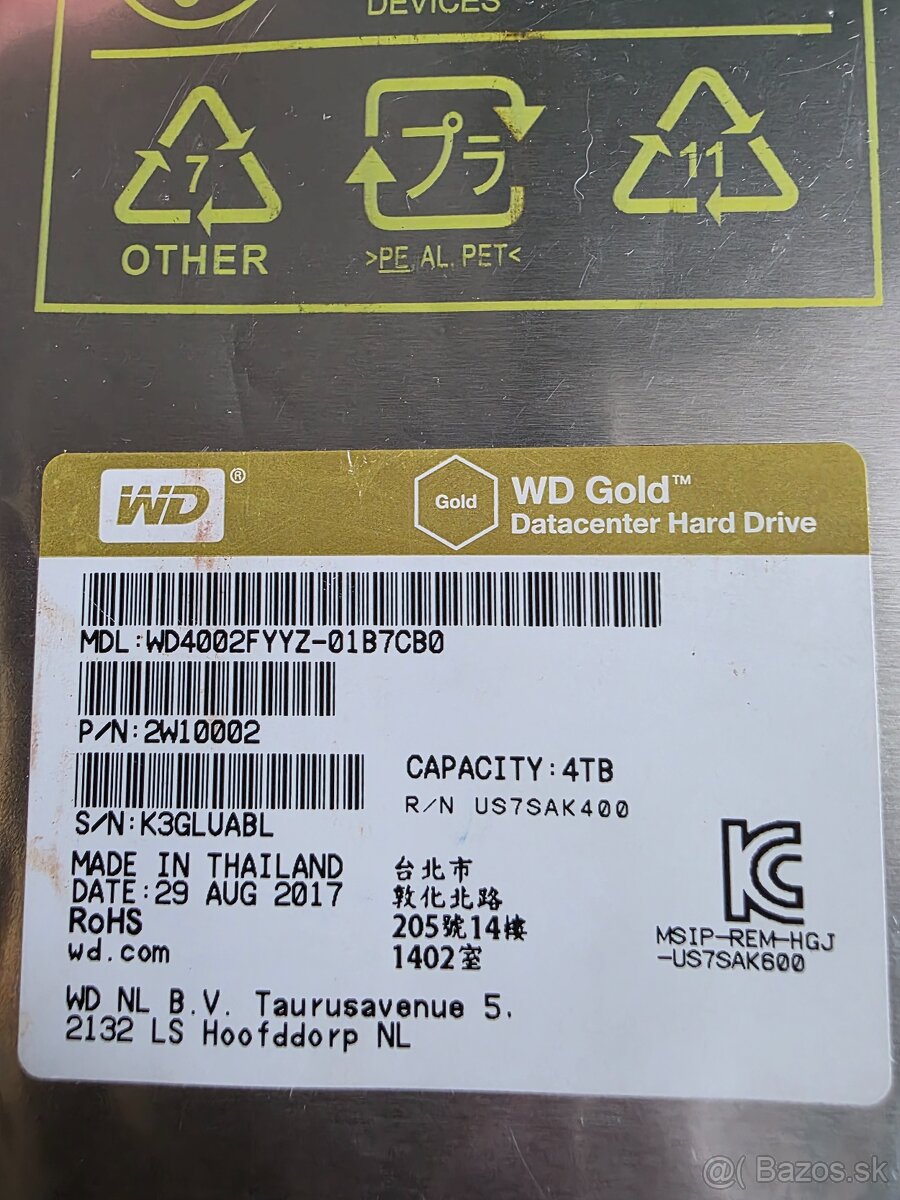 DEVICES
7
OTHER
プラ
>PE, AL. PET<
11
WD®
Gold
WD Gold™
Datacenter Hard Drive
MDL:WD4002FYYZ-01B7CB0
P/N:2W10002
S/N:K3GLUABL
CAPACITY:4TB
R/N US7SAK400
MADE IN THAILAND
DATE:29 AUG 2017
RoHS
wd.com
台北市
敦化北路
205號14樓
1402室
MSIP-REM-HGJ
-US7SAK600
WD NL B.V. Taurusavenue 5,
2132 LS Hoofddorp NL
@( Bazos.sk